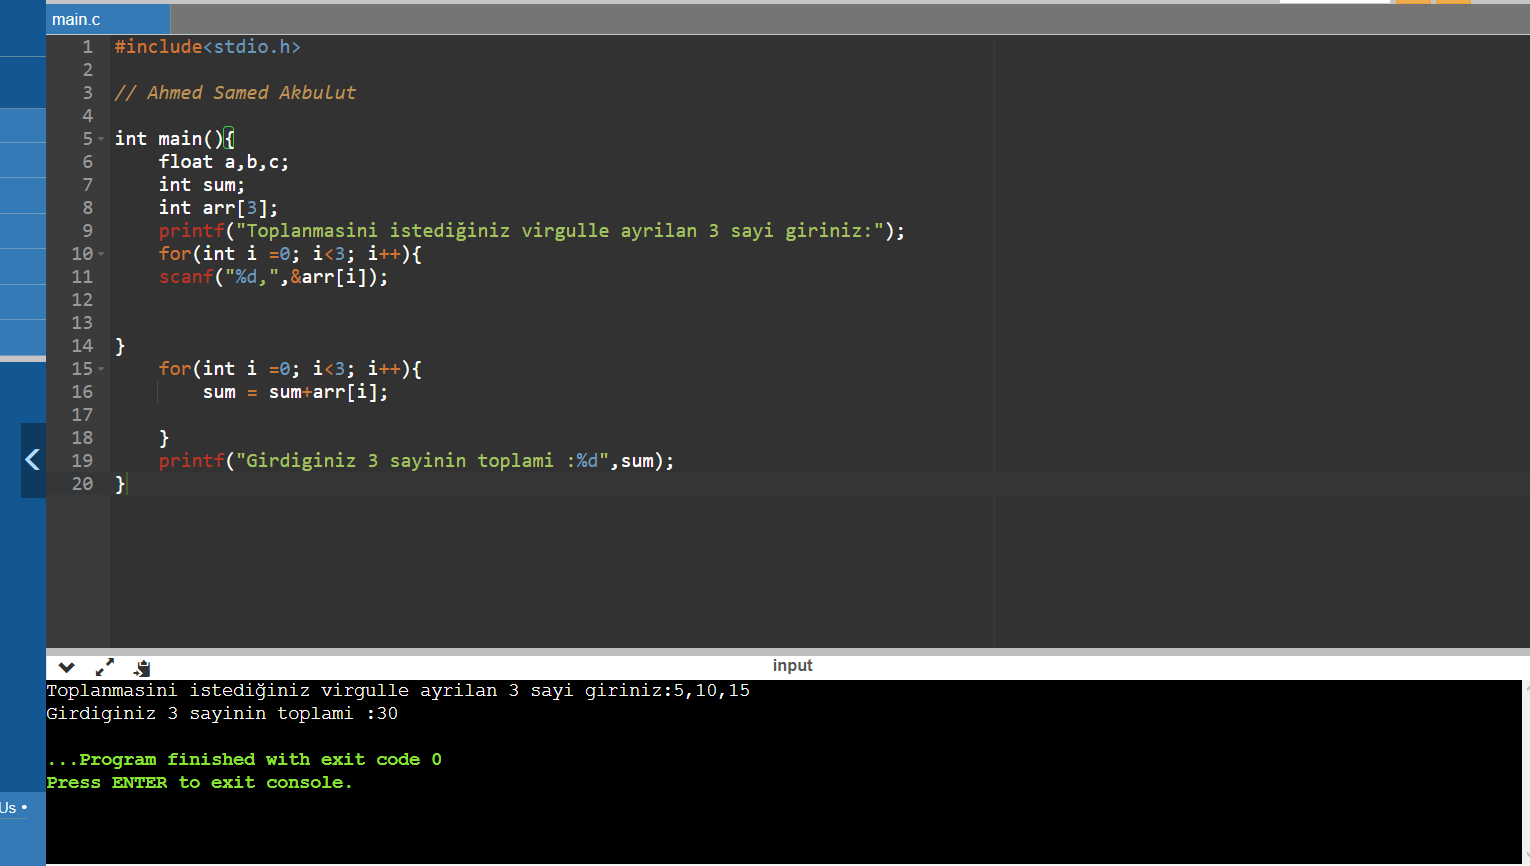 main.c
1 #include<stdio.h>
2
3 // Ahmed Samed Akbulut
4
5 int main(){
6     float a,b,c;
7     int sum;
8     int arr[3];
9     printf("Toplanmasini istediğiniz virgulle ayrilan 3 sayi giriniz:");
10     for(int i =0; i<3; i++){
11     scanf("%d,",&arr[i]);
12
13
14 }
15     for(int i =0; i<3; i++){
16         sum = sum+arr[i];
17
18     }
19     printf("Girdiginiz 3 sayinin toplami :%d",sum);
20 }
input
Toplanmasini istediğiniz virgulle ayrilan 3 sayi giriniz:5,10,15
Girdiginiz 3 sayinin toplami :30
...Program finished with exit code 0
Press ENTER to exit console.
Us •